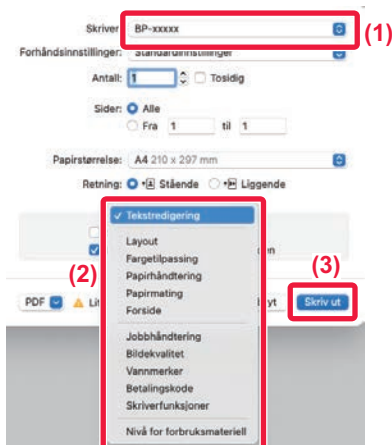 Skriver: BP-xxxxx
(1)
Forhåndsinnstillinger: Standardinnstillinger
Antall: 1 Tosidig
Sider: Alle
Fra 1 til 1
Papirstørrelse: A4 210 x 297 mm
Retning: Stående Liggende
✓ Tekstredigering
Layout
Fargetilpasning
Papirhåndtering
(2)
(3)
Papirmating
PDF
Skriv ut
Forside
Jobbhåndtering
Bildekvalitet
Vannmerker
Betalingskode
Skriverfunksjoner
Nivå for forbruksmateriell